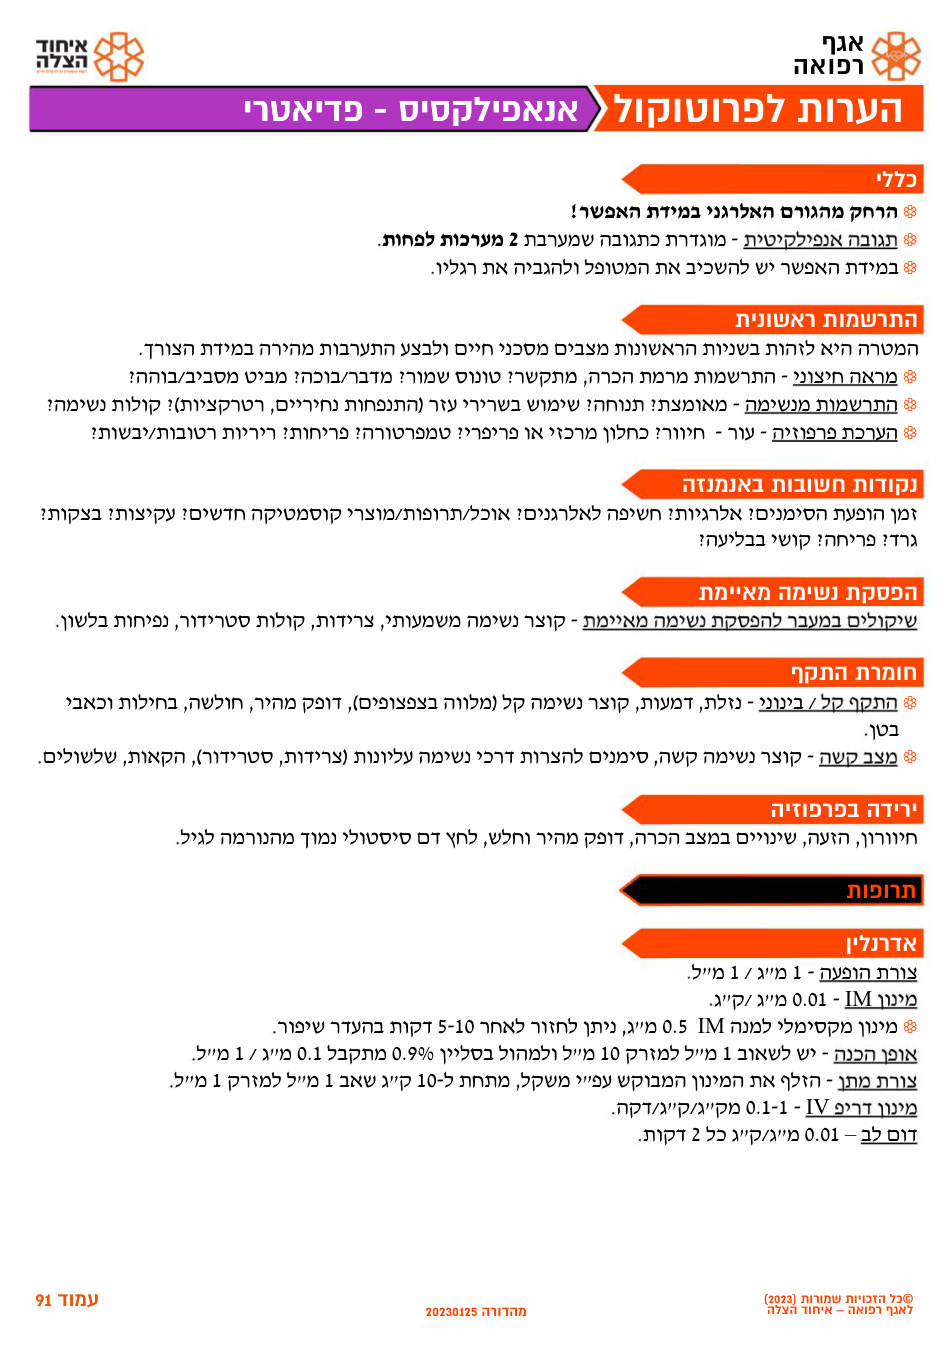 אגף
רפואה
איחוד
הצלה
הערות לפרוטוקול
אנאפילקסיס - פדיאטרי
כללי
הרחק מהגורם האלרגני במידת האפשר!
תגובה אנפילקיטית - מוגדרת כתגובה שמערבת 2 מערכות לפחות.
במידת האפשר יש להשכיב את המטופל ולהגביה את רגליו.
התרשמות ראשונית
המטרה היא לזהות בשניות הראשונות מצבים מסכני חיים ולבצע התערבות מהירה במידת הצורך.
מראה חיצוני - התרשמות מרמת הכרה, מתקשר? טונוס שמור? מדבר/בוכה? מביט מסביב/בוהה?
התרשמות מנשימה - מאומצת? תנוחה? שימוש בשרירי עזר (התנפחות נחיריים, רטרקציות)? קולות נשימה?
הערכת פרפוזיה - עור - חיוור? כחלון מרכזי או פריפרי? טמפרטורה? פריחות? ריריות רטובות/יבשות?
נקודות חשובות באנמנזה
זמן הופעת הסימנים? אלרגיות? חשיפה לאלרגנים? אוכל/תרופות/מוצרי קוסמטיקה חדשים? עקיצות? בצקות?
גרד? פריחה? קושי בבליעה?
הפסקת נשימה מאיימת
שיקולים במעבר להפסקת נשימה מאיימת - קוצר נשימה משמעותי, צרידות, קולות סטרידור, נפיחות בלשון.
חומרת התקף
התקף קל / בינוני - נזלת, דמעות, קוצר נשימה קל (מלווה בצפצופים), דופק מהיר, חולשה, בחילות וכאבי
בטן.
מצב קשה - קוצר נשימה קשה, סימנים להצרות דרכי נשימה עליונות (צרידות, סטרידור), הקאות, שלשולים.
ירידה בפרפוזיה
חיוורון, הזעה, שינויים במצב הכרה, דופק מהיר וחלש, לחץ דם סיסטולי נמוך מהנורמה לגיל.
תרופות
אדרנלין
צורת הופעה - 1 מ״ג / 1 מ״ל.
מינון IM - 0.01 מ״ג /ק״ג.
מינון מקסימלי למנה IM 0.5 מ״ג, ניתן לחזור לאחר 5-10 דקות בהעדר שיפור.
אופן הכנה - יש לשאוב 1 מ״ל למזרק 10 מ״ל ולמהול בסליין 0.9% מתקבל 0.1 מ״ג / 1 מ״ל.
צורת מתן - הזלף את המינון המבוקש עפ״י משקל, מתחת ל-10 ק״ג שאב 1 מ״ל למזרק 1 מ״ל.
מינון דריפ IV - 0.1-1 מק״ג/ק״ג/דקה.
דום לב – 0.01 מ״ג/ק״ג כל 2 דקות.
©כל הזכויות שמורות (2023)
לאגף רפואה – איחוד הצלה
מהדורה 20230125
עמוד 91